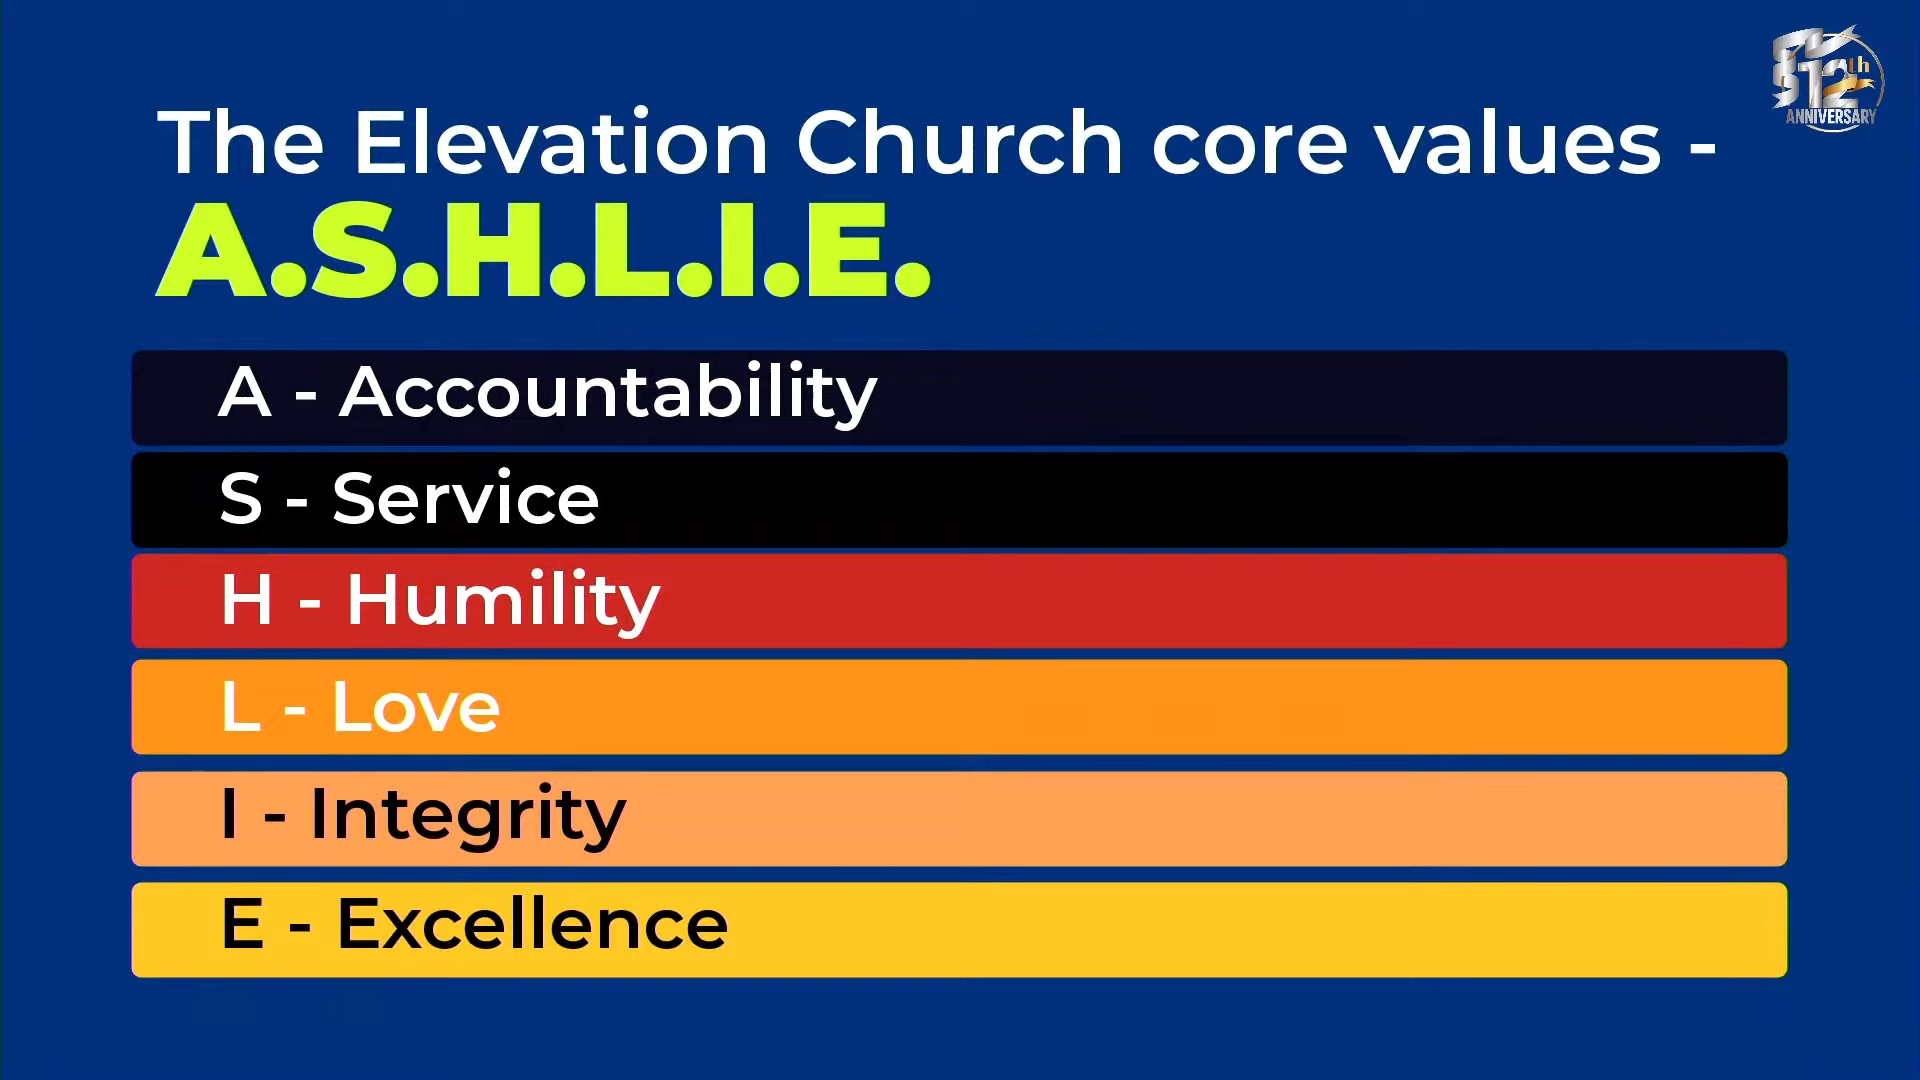 The Elevation Church core values -
A.S.H.L.I.E.
A - Accountability
S - Service
H - Humility
L - Love
I - Integrity
E - Excellence
12th
ANNIVERSARY